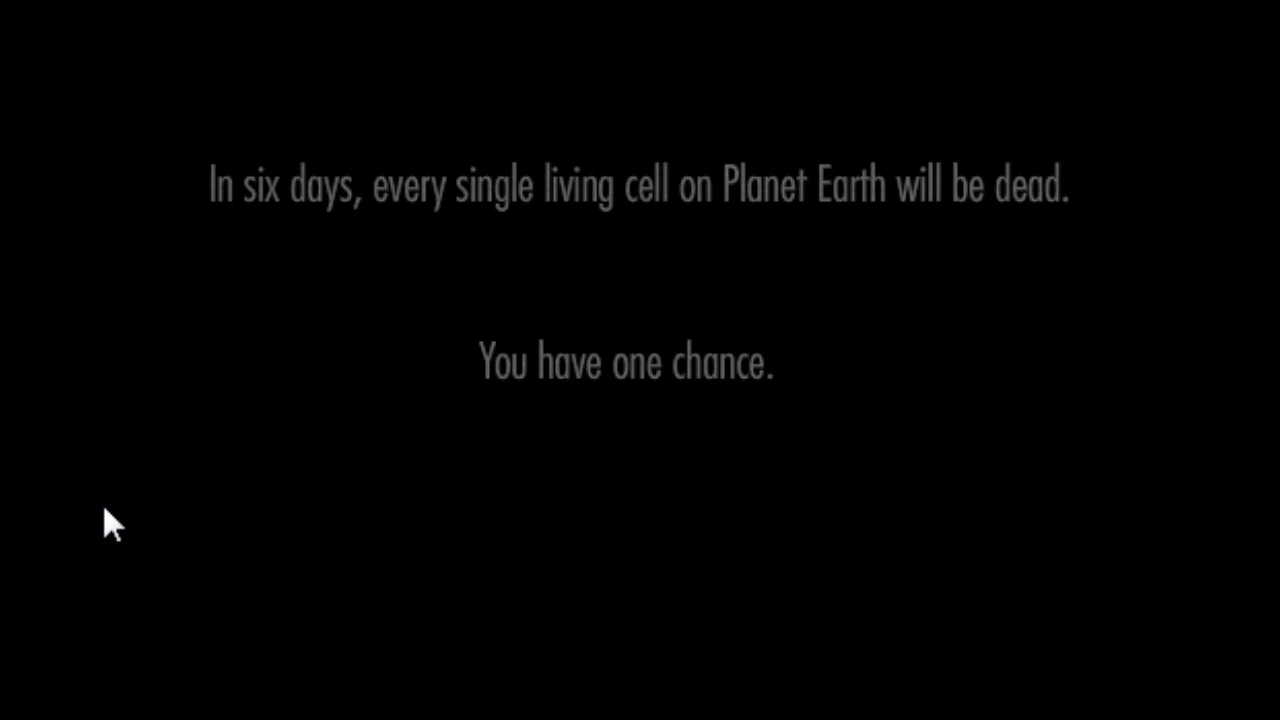 In six days, every single living cell on Planet Earth will be dead.
You have one chance.